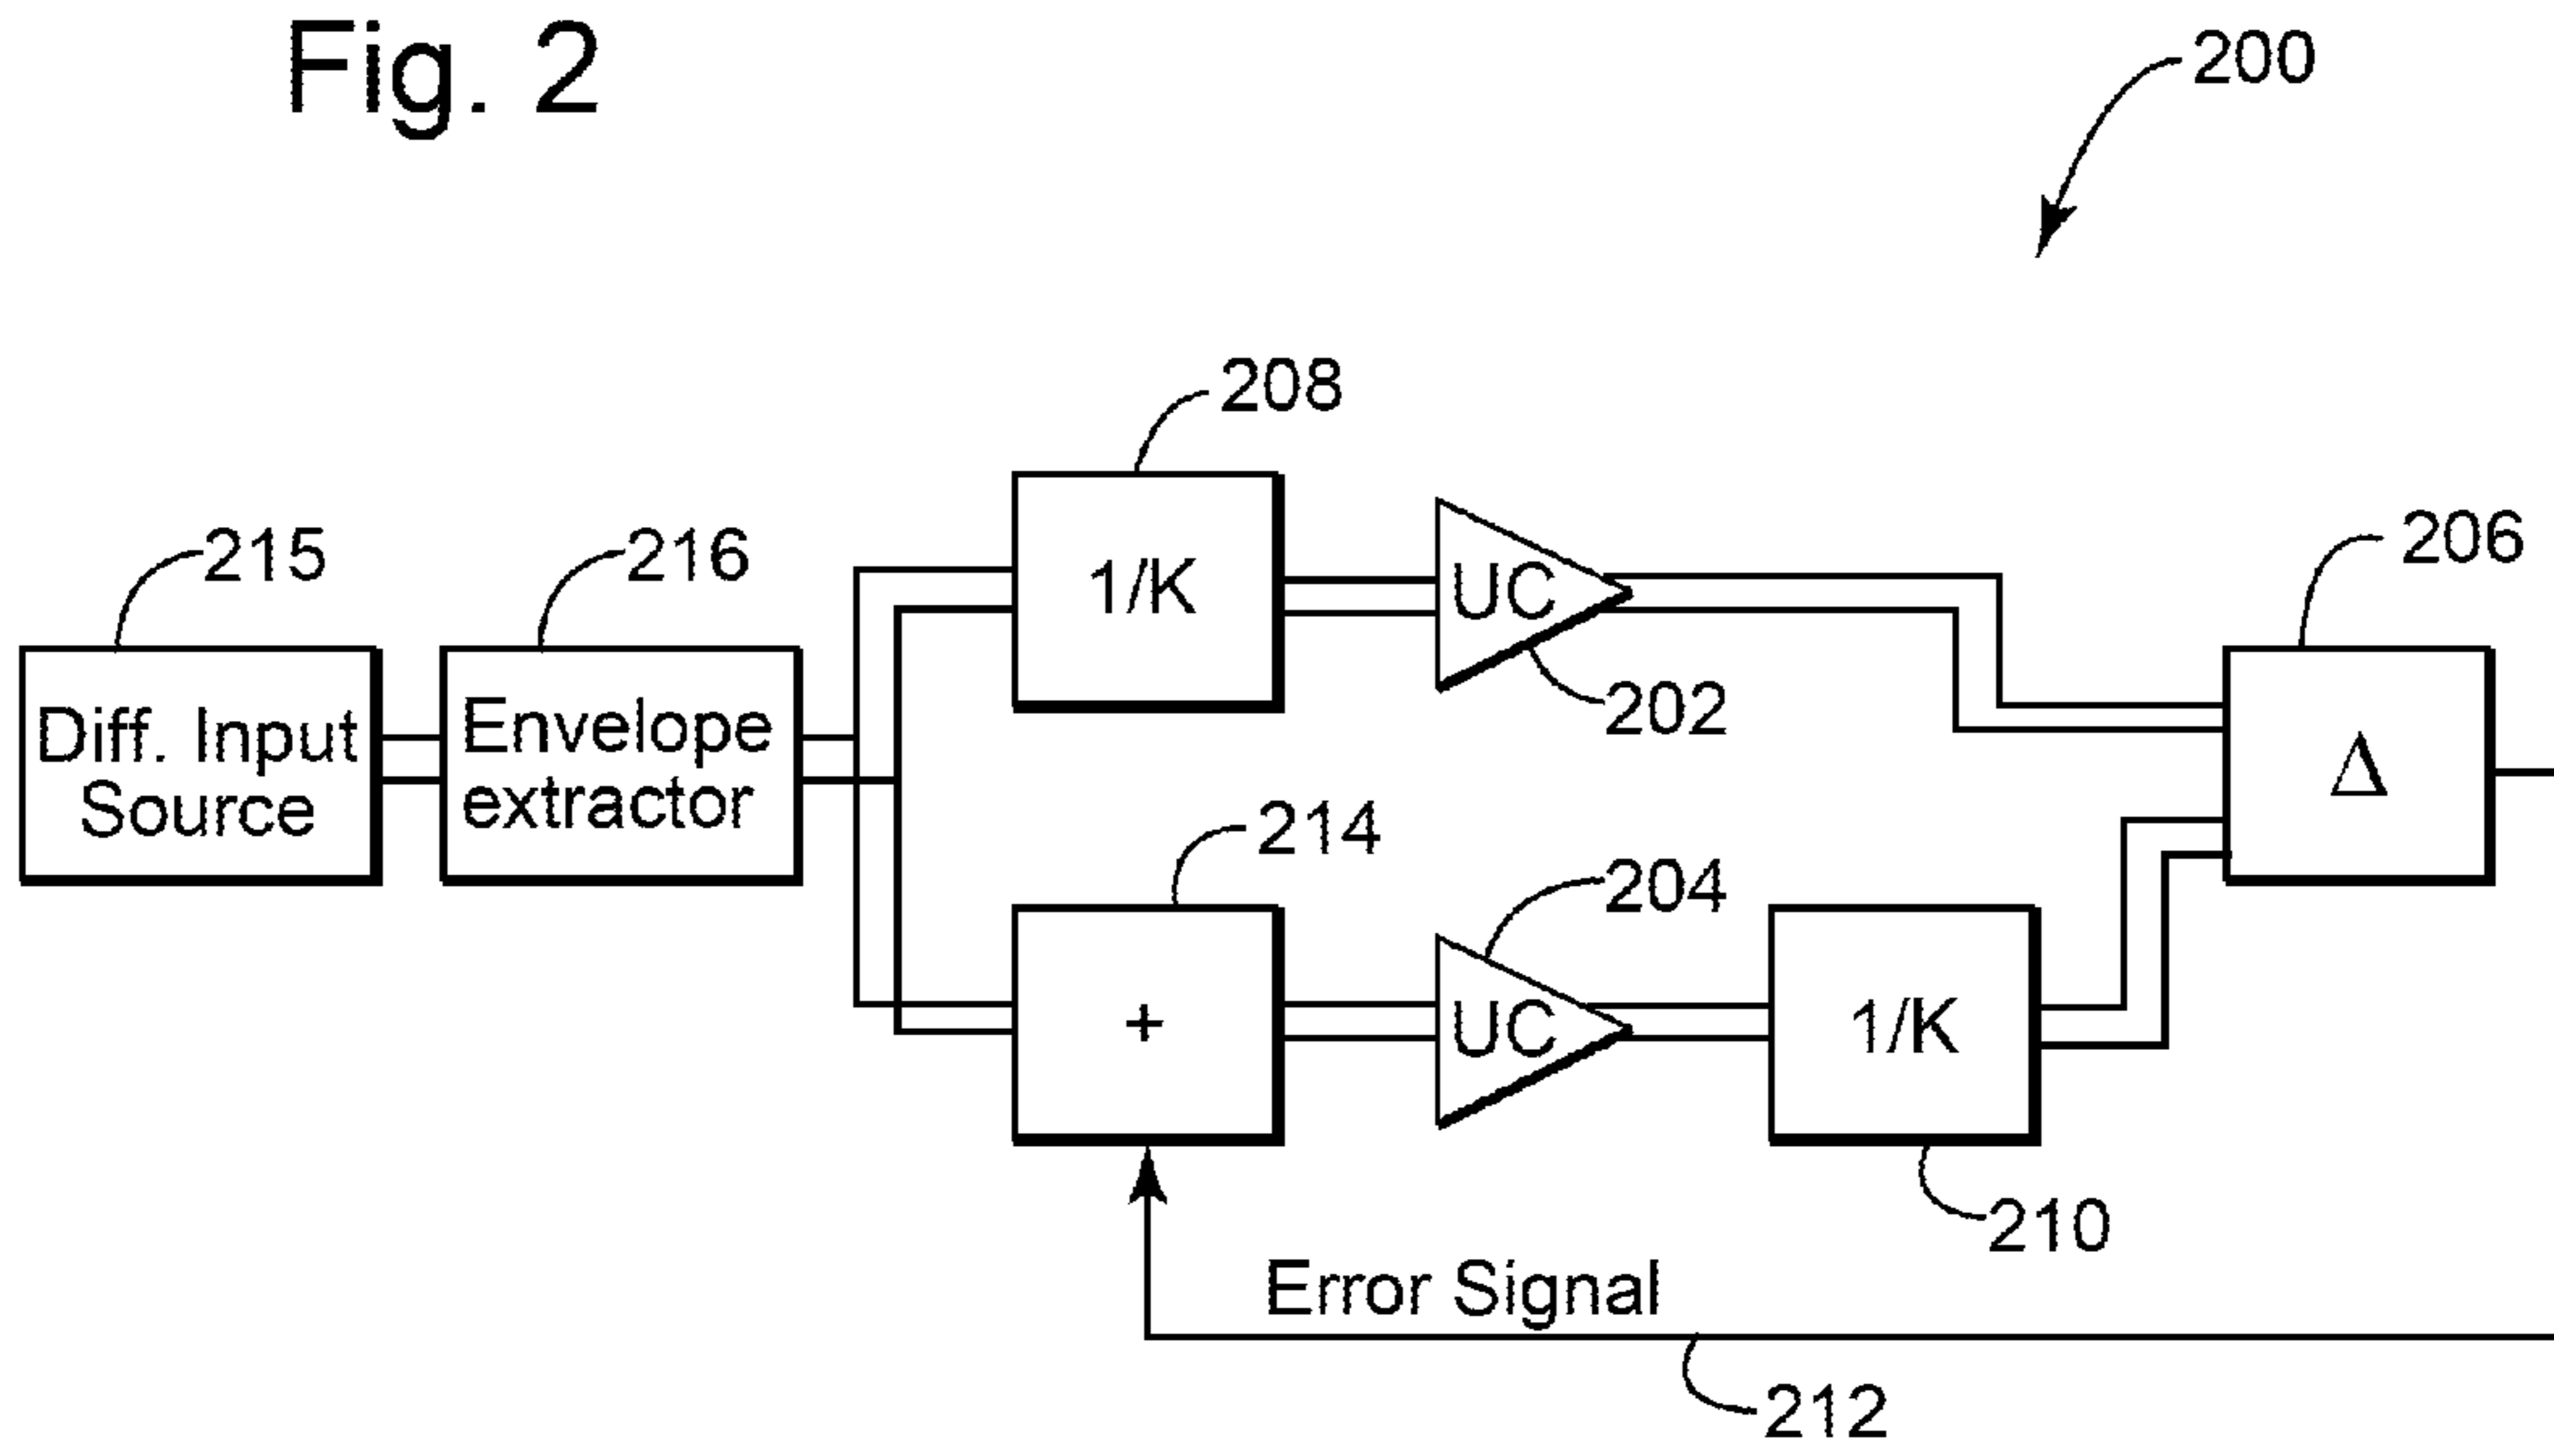 Fig. 2
200
208
1/K
UC
202
206
Δ
215
Diff. Input
Source
216
Envelope
extractor
214
+
204
UC
1/K
210
Error Signal
212